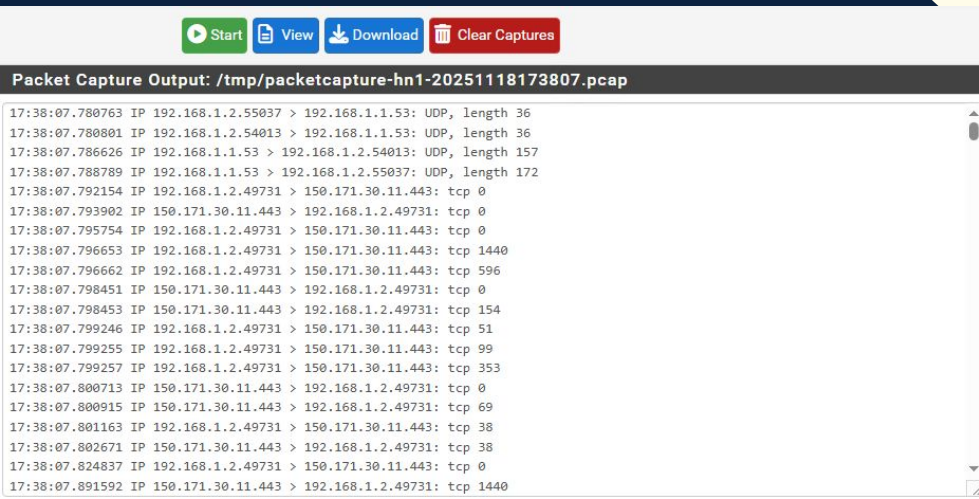 Start View Download Clear Captures
Packet Capture Output: /tmp/packetcapture-hn1-20251118173807.pcap
17:38:07.780763 IP 192.168.1.2.55037 > 192.168.1.1.53: UDP, length 36
17:38:07.780801 IP 192.168.1.2.54013 > 192.168.1.1.53: UDP, length 36
17:38:07.786626 IP 192.168.1.1.53 > 192.168.1.2.54013: UDP, length 157
17:38:07.788789 IP 192.168.1.1.53 > 192.168.1.2.55037: UDP, length 172
17:38:07.792154 IP 192.168.1.2.49731 > 150.171.30.11.443: tcp 0
17:38:07.793902 IP 150.171.30.11.443 > 192.168.1.2.49731: tcp 0
17:38:07.795754 IP 192.168.1.2.49731 > 150.171.30.11.443: tcp 0
17:38:07.796653 IP 192.168.1.2.49731 > 150.171.30.11.443: tcp 1440
17:38:07.796662 IP 192.168.1.2.49731 > 150.171.30.11.443: tcp 596
17:38:07.798451 IP 150.171.30.11.443 > 192.168.1.2.49731: tcp 0
17:38:07.798453 IP 150.171.30.11.443 > 192.168.1.2.49731: tcp 154
17:38:07.799246 IP 192.168.1.2.49731 > 150.171.30.11.443: tcp 51
17:38:07.799255 IP 192.168.1.2.49731 > 150.171.30.11.443: tcp 99
17:38:07.799257 IP 192.168.1.2.49731 > 150.171.30.11.443: tcp 353
17:38:07.800713 IP 150.171.30.11.443 > 192.168.1.2.49731: tcp 0
17:38:07.800915 IP 150.171.30.11.443 > 192.168.1.2.49731: tcp 69
17:38:07.801163 IP 150.171.30.11.443 > 192.168.1.2.49731: tcp 38
17:38:07.802671 IP 192.168.1.2.49731 > 150.171.30.11.443: tcp 38
17:38:07.824837 IP 192.168.1.2.49731 > 150.171.30.11.443: tcp 0
17:38:07.891592 IP 150.171.30.11.443 > 192.168.1.2.49731: tcp 1440